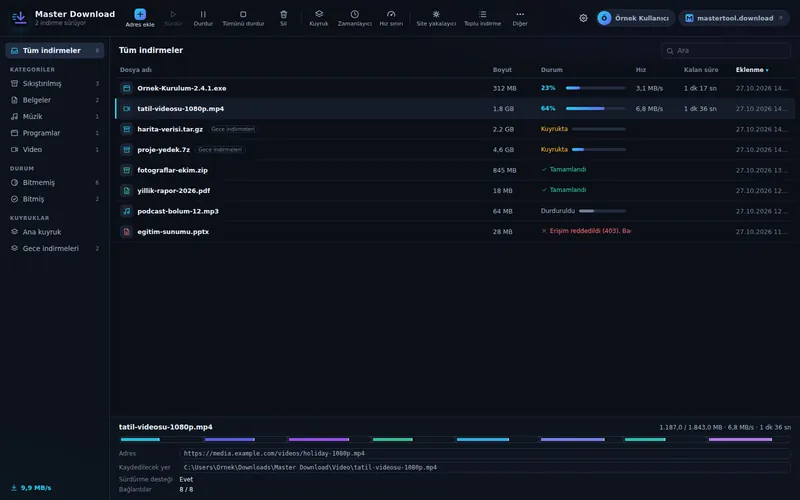 Master Download
2 indirme sürüyor
Adres ekle
Sürdür
Durdur
Tümünü durdur
Sil
Kuyruk
Zamanlayıcı
Hız sınırı
Site yakalayıcı
Toplu indirme
Diğer
Örnek Kullanıcı
mastertool.download
Tüm indirmeler 8
KATEGORİLER
Sıkıştırılmış 3
Belgeler 2
Müzik 1
Programlar 1
Video 1
DURUM
Bitmemiş 6
Bitmiş 2
KUYRUKLAR
Ana kuyruk
Gece indirmeleri 2
9,9 MB/s
Tüm indirmeler
Ara
Dosya adı Boyut Durum Hız Kalan süre Eklenme
Ornek-Kurulum-2.4.1.exe 312 MB 23% 3,1 MB/s 1 dk 17 sn 27.10.2026 14...
tatil-videosu-1080p.mp4 1,8 GB 64% 6,8 MB/s 1 dk 36 sn 27.10.2026 14...
harita-verisi.tar.gz Gece indirmeleri 2,2 GB Kuyrukta 27.10.2026 14...
proje-yedek.7z Gece indirmeleri 4,6 GB Kuyrukta 27.10.2026 14...
fotograflar-ekim.zip 845 MB Tamamlandı 27.10.2026 13...
yillik-rapor-2026.pdf 18 MB Tamamlandı 27.10.2026 12...
podcast-bolum-12.mp3 64 MB Durduruldu 27.10.2026 12...
egitim-sunumu.pptx 28 MB Erişim reddedildi (403). Ba 27.10.2026 11...
tatil-videosu-1080p.mp4 1.187,0 / 1.843,0 MB · 6,8 MB/s · 1 dk 36 sn
Adres https://media.example.com/videos/holiday-1080p.mp4
Kaydedilecek yer C:\Users\Ornek\Downloads\Master Download\Video\tatil-videosu-1080p.mp4
Sürdürme desteği Evet
Bağlantılar 8 / 8